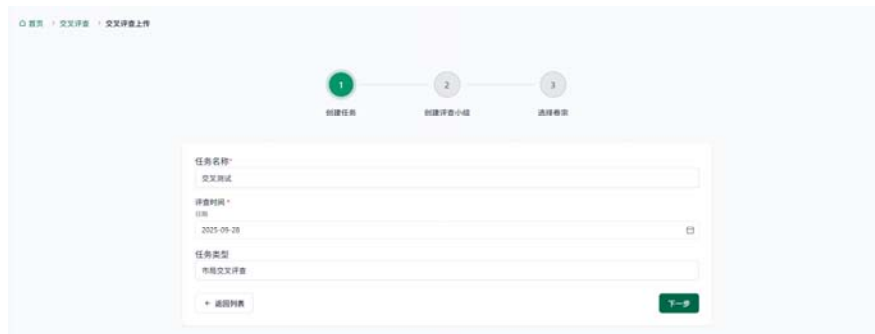 首页 > 交叉评查 > 交叉评查上传
1 2 3
创建任务 创建评查小组 选择卷宗
任务名称*
交叉测试
评查时间 *
日期
2025-09-28
任务类型
市局交叉评查
← 返回列表 下一步